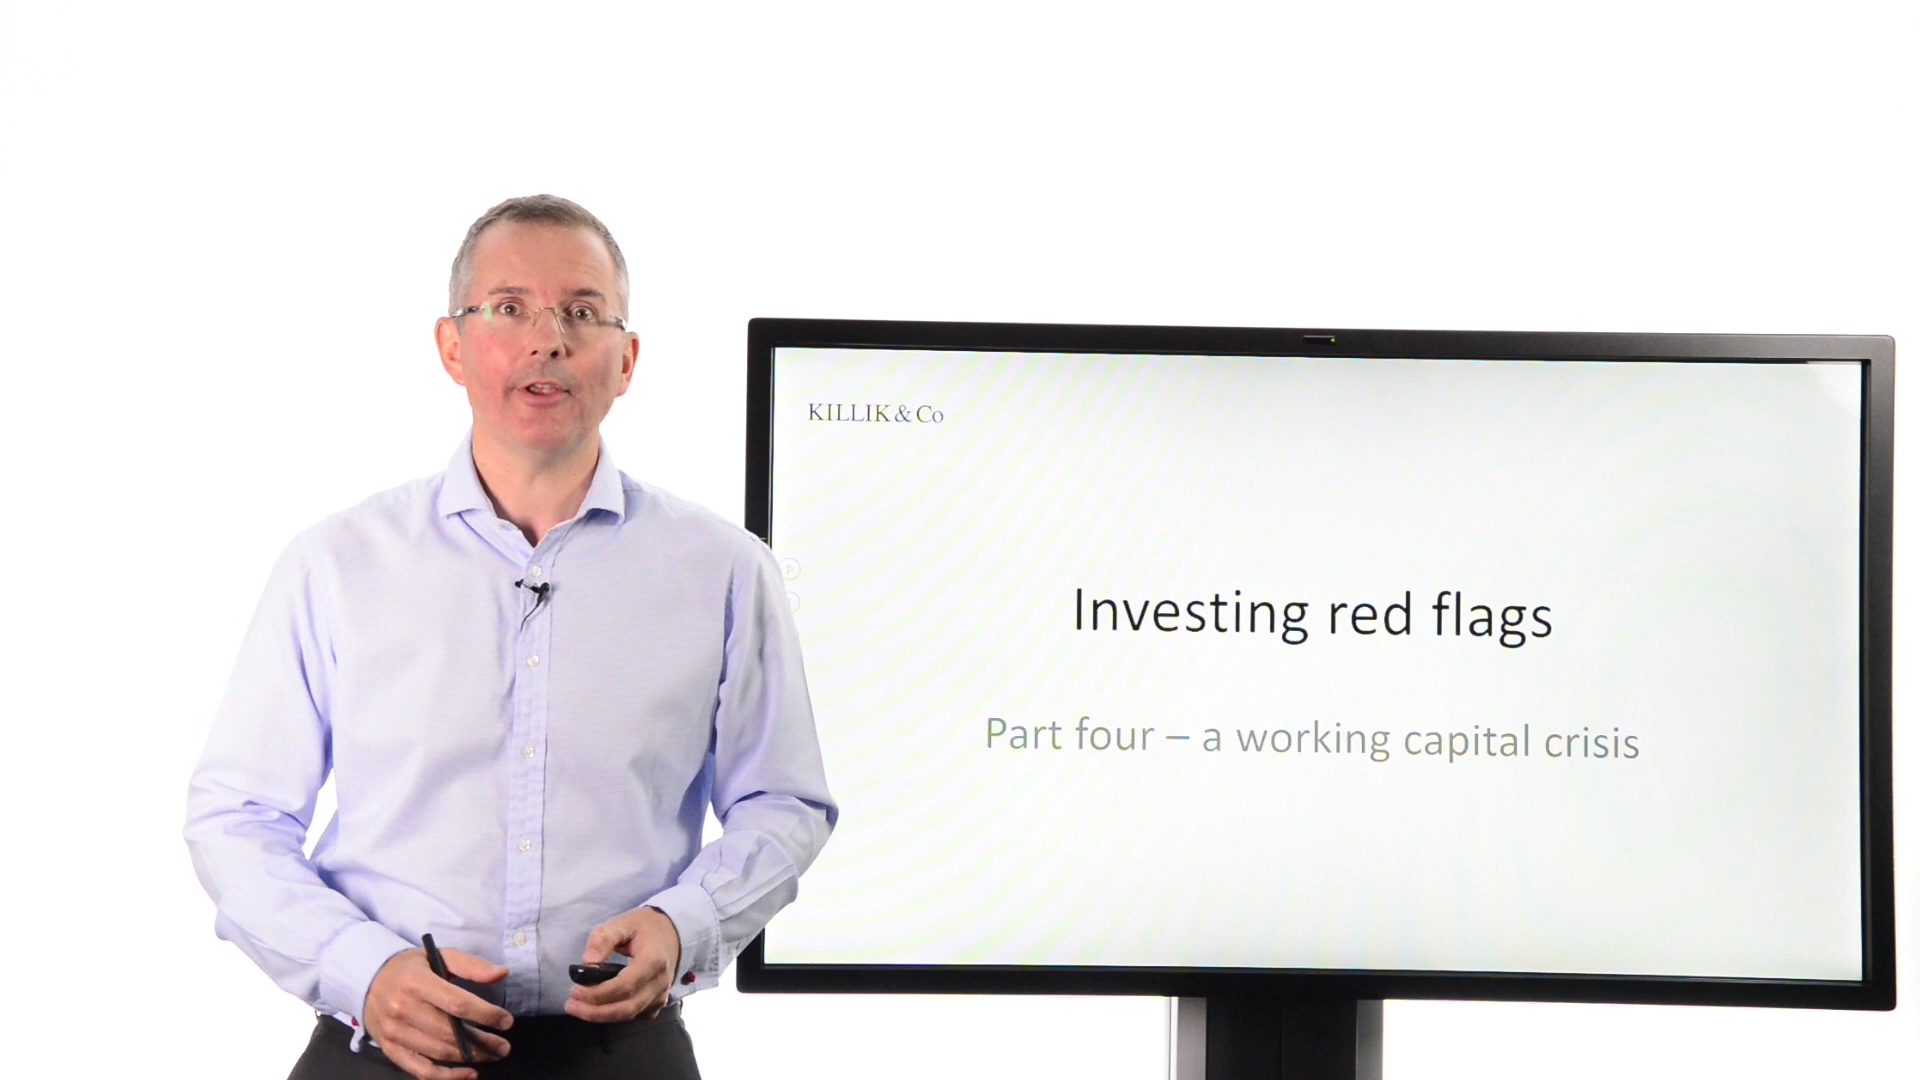 KILLIK & Co
Investing red flags
Part four – a working capital crisis